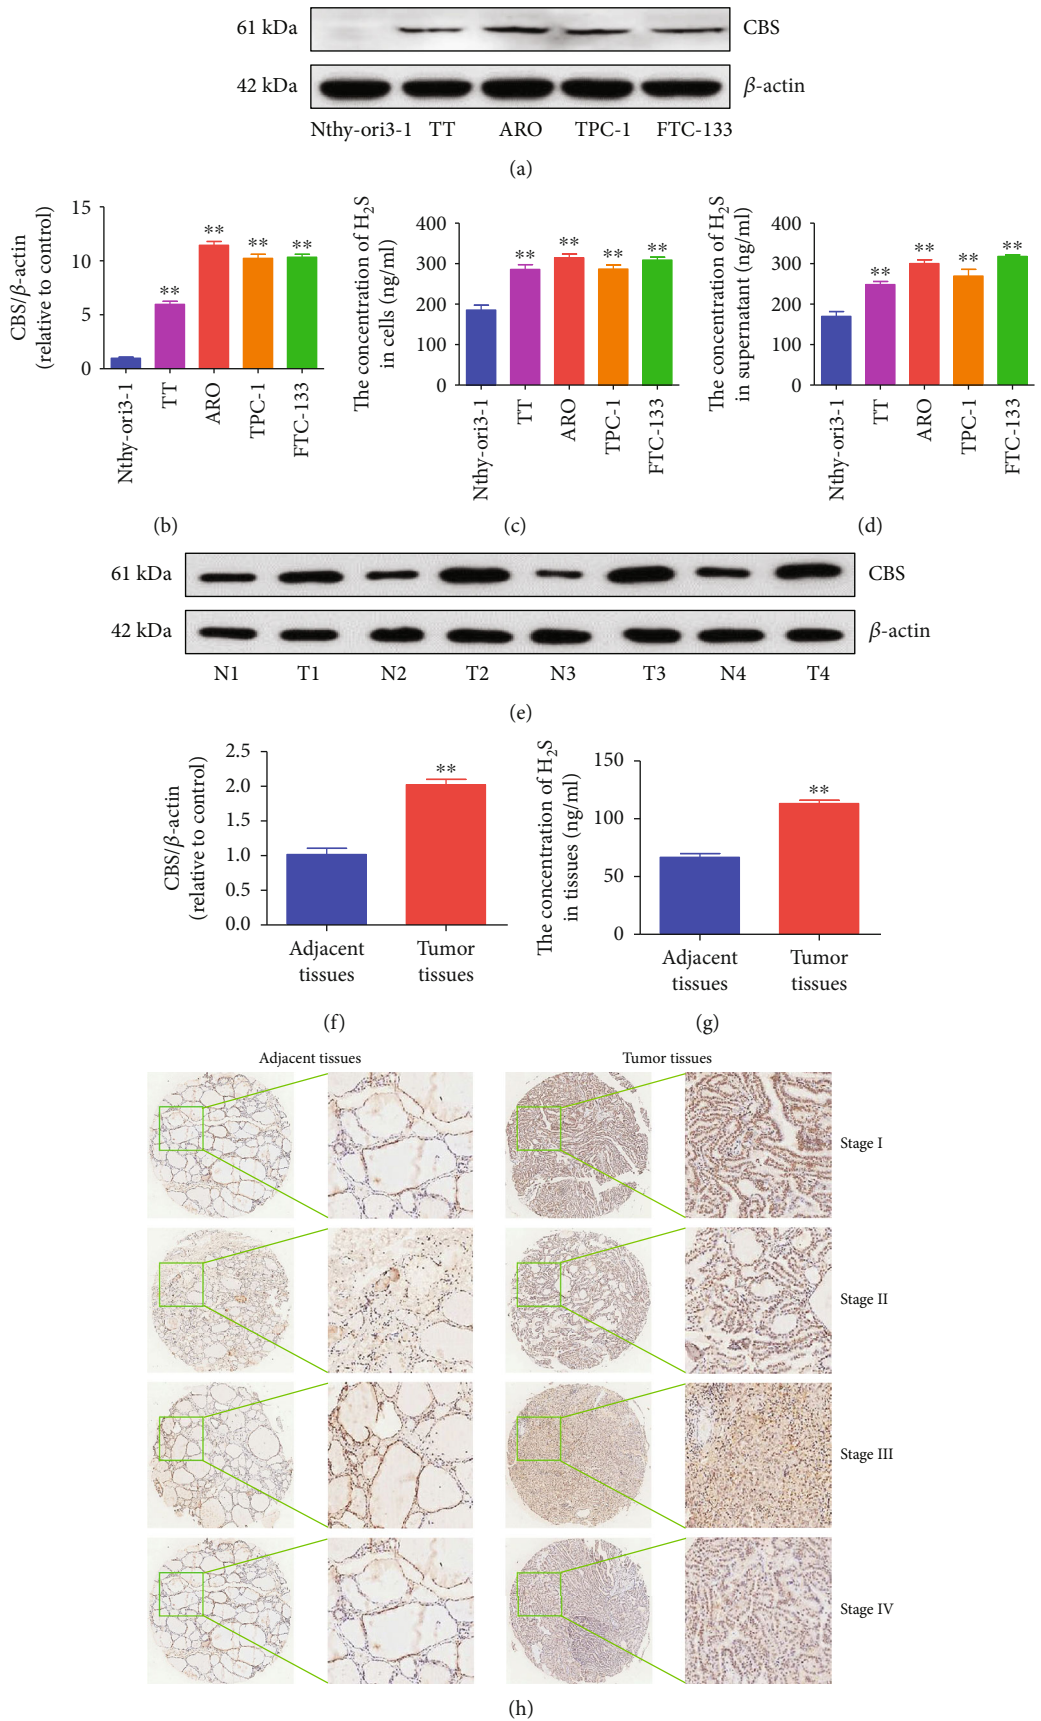 61 kDa CBS
42 kDa β-actin
Nthy-ori3-1 TT ARO TPC-1 FTC-133
(a)
CBS/β-actin
(relative to control)
15
10
5
0
** ** ** **
Nthy-ori3-1 TT ARO TPC-1 FTC-133
(b)
The concentration of H₂S
in cells (ng/ml)
400
300
200
100
0
** ** ** **
Nthy-ori3-1 TT ARO TPC-1 FTC-133
(c)
The concentration of H₂S
in supernatant (ng/ml)
400
300
200
100
0
** ** ** **
Nthy-ori3-1 TT ARO TPC-1 FTC-133
(d)
61 kDa CBS
42 kDa β-actin
N1 T1 N2 T2 N3 T3 N4 T4
(e)
CBS/β-actin
(relative to control)
2.5
2.0
1.5
1.0
0.5
0.0
**
Adjacent Tumor
tissues tissues
(f)
The concentration of H₂S
in tissues (ng/ml)
150
100
50
0
**
Adjacent Tumor
tissues tissues
(g)
Adjacent tissues Tumor tissues
Stage I
Stage II
Stage III
Stage IV
(h)